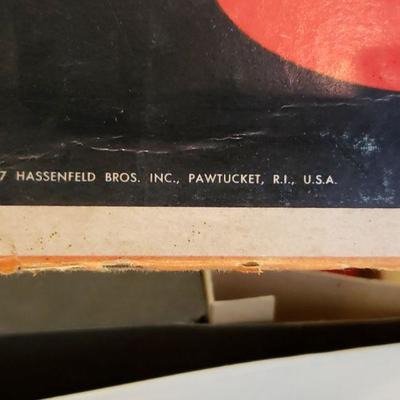 7 HASSENFELD BROS. INC., PAWTUCKET, R.I., U.S.A.